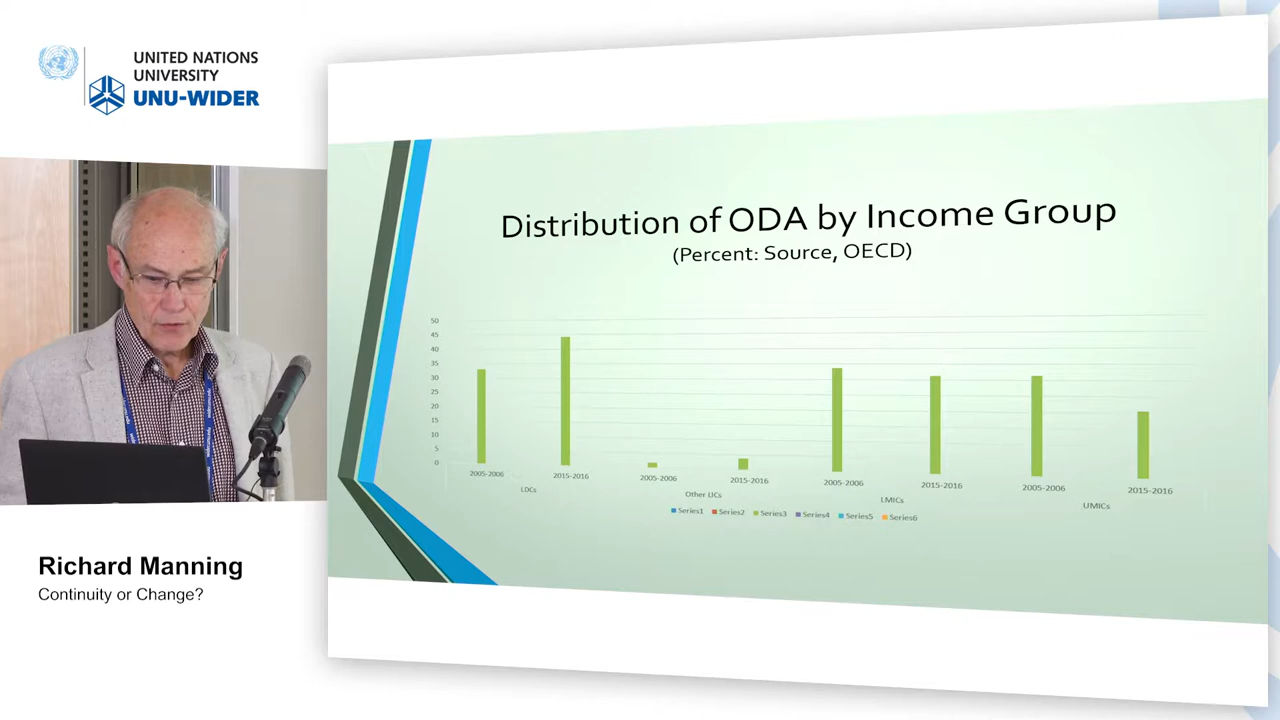 UNITED NATIONS
UNIVERSITY
UNU-WIDER
Richard Manning
Continuity or Change?
Distribution of ODA by Income Group
(Percent: Source, OECD)
50
45
40
35
30
25
20
15
10
5
0
2005-2006 2015-2016 2005-2006 2015-2016 2005-2006 2015-2016 2005-2006 2015-2016
LDCs Other LICs LMICs UMICs
Series1 Series2 Series3 Series4 Series5 Series6